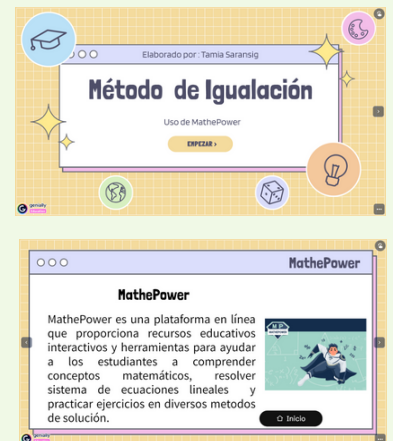 Elaborado por: Tamia Saransig
Método de Igualación
Uso de MathePower
EMPEZAR ›
genially
MathePower
MathePower
MathePower es una plataforma en línea
que proporciona recursos educativos
interactivos y herramientas para ayudar
a los estudiantes a comprender
conceptos matemáticos, resolver
sistema de ecuaciones lineales y
practicar ejercicios en diversos metodos
de solución.
Inicio
genially